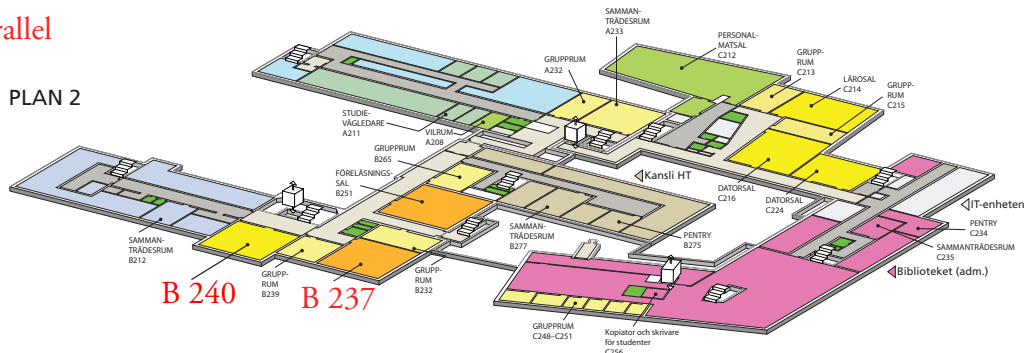 rallel
PLAN 2
SAMMAN-
TRÄDESRUM
A233
GRUPPRUM
A232
PERSONAL-
MATSAL
C212
GRUPP-
RUM
C213
LÄROSAL
C214
GRUPP-
RUM
C215
STUDIE-
VÄGLEDARE
A211
VILRUM
A208
GRUPPRUM
B265
FÖRELÄSNINGS-
SAL
B251
Kansli HT
DATORSAL
C216
DATORSAL
C224
IT-enheten
PENTRY
C234
SAMMANTRÄDESRUM
C235
Biblioteket (adm.)
SAMMAN-
TRÄDESRUM
B212
SAMMAN-
TRÄDESRUM
B277
PENTRY
B275
GRUPP-
RUM
B239
GRUPP-
RUM
B232
B 240
B 237
GRUPPRUM
C248–C251
Kopiator och skrivare
för studenter
C256